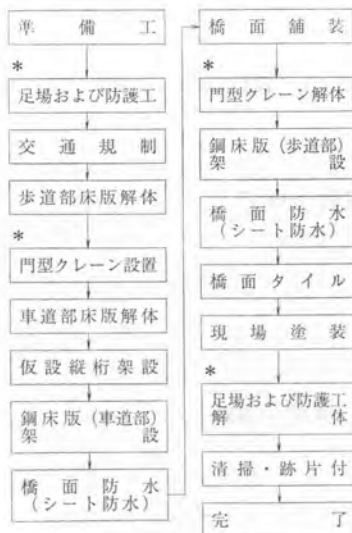 準備工
*
足場および防護工
交通規制
歩道部床版解体
*
門型クレーン設置
車道部床版解体
仮設縦桁架設
鋼床版(車道部)
架設
橋面防水
(シート防水)
橋面舗装
*
門型クレーン解体
鋼床版(歩道部)
架設
橋面防水
(シート防水)
橋面タイル
現場塗装
*
足場および防護工
解体
清掃・跡片付
完了